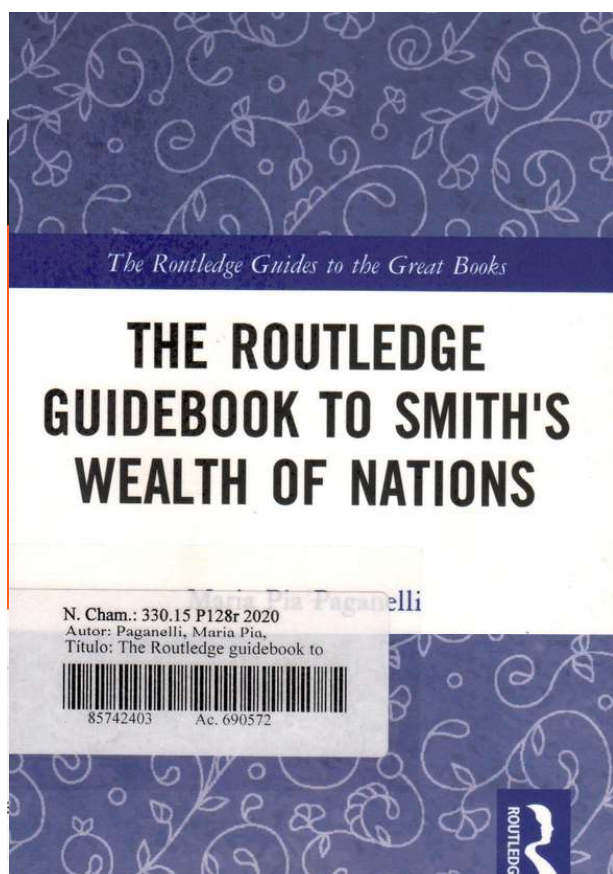 The Routledge Guides to the Great Books
THE ROUTLEDGE
GUIDEBOOK TO SMITH'S
WEALTH OF NATIONS
Maria Pia Paganelli
N. Cham.: 330.15 P128r 2020
Autor: Paganelli, Maria Pia,
Título: The Routledge guidebook to
85742403 Ac. 690572
ROUTLEDG